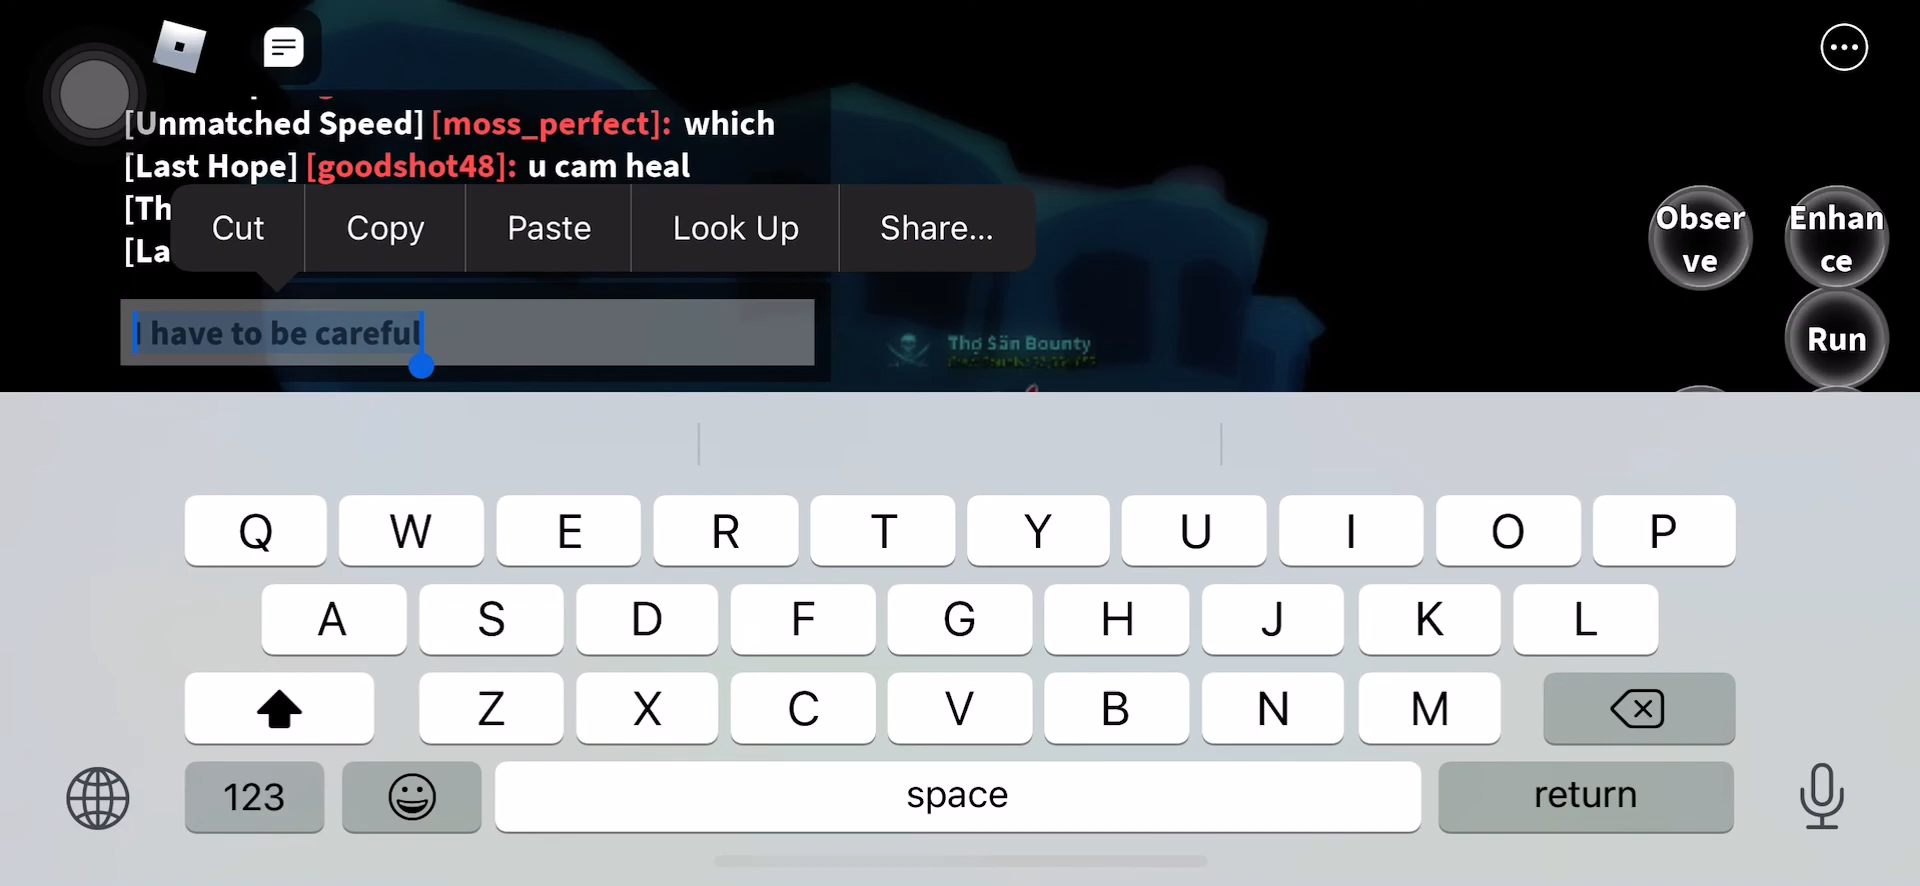 [Unmatched Speed] [moss_perfect]: which
[Last Hope] [goodshot48]: u cam heal
[Th
[La
Cut Copy Paste Look Up Share...
I have to be careful
Thợ Săn Bounty
Obser
ve
Enhan
ce
Run
Q W E R T Y U I O P
A S D F G H J K L
Z X C V B N M
123 space return